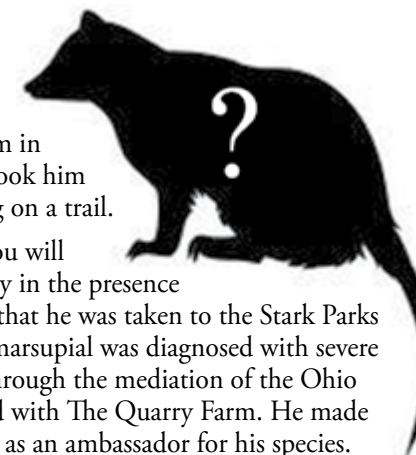 ?
m in
ook him
g on a trail.
ou will
y in the presence
that he was taken to the Stark Parks
marsupial was diagnosed with severe
hrough the mediation of the Ohio
d with The Quarry Farm. He made
as an ambassador for his species.